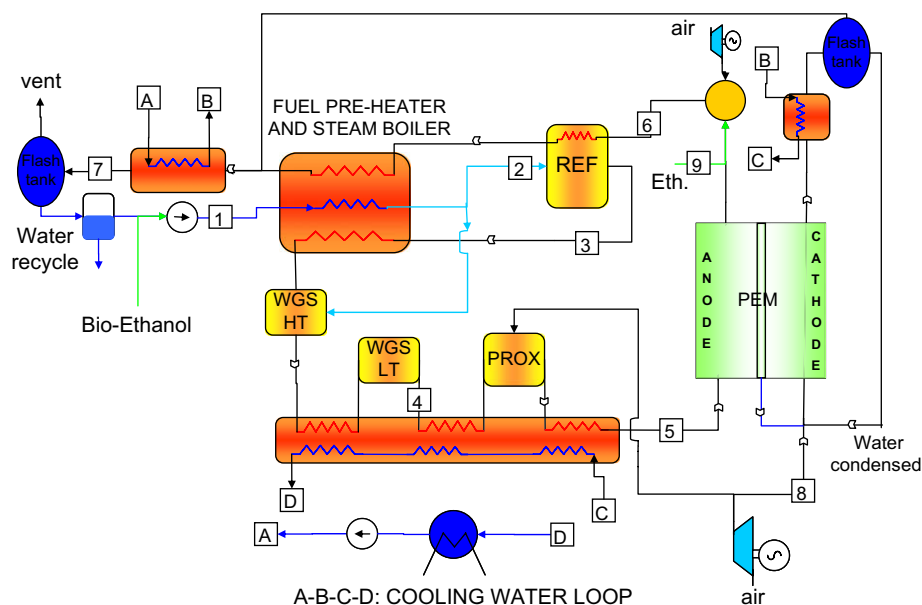 air
Flash
tank
B
vent
A
B
FUEL PRE-HEATER
AND STEAM BOILER
6
Flash
tank
7
2
REF
9
Eth.
C
1
Water
recycle
3
Bio-Ethanol
WGS
HT
WGS
LT
PROX
ANODE
PEM
CATHODE
4
5
Water
condensed
D
C
8
A
D
air
A-B-C-D: COOLING WATER LOOP